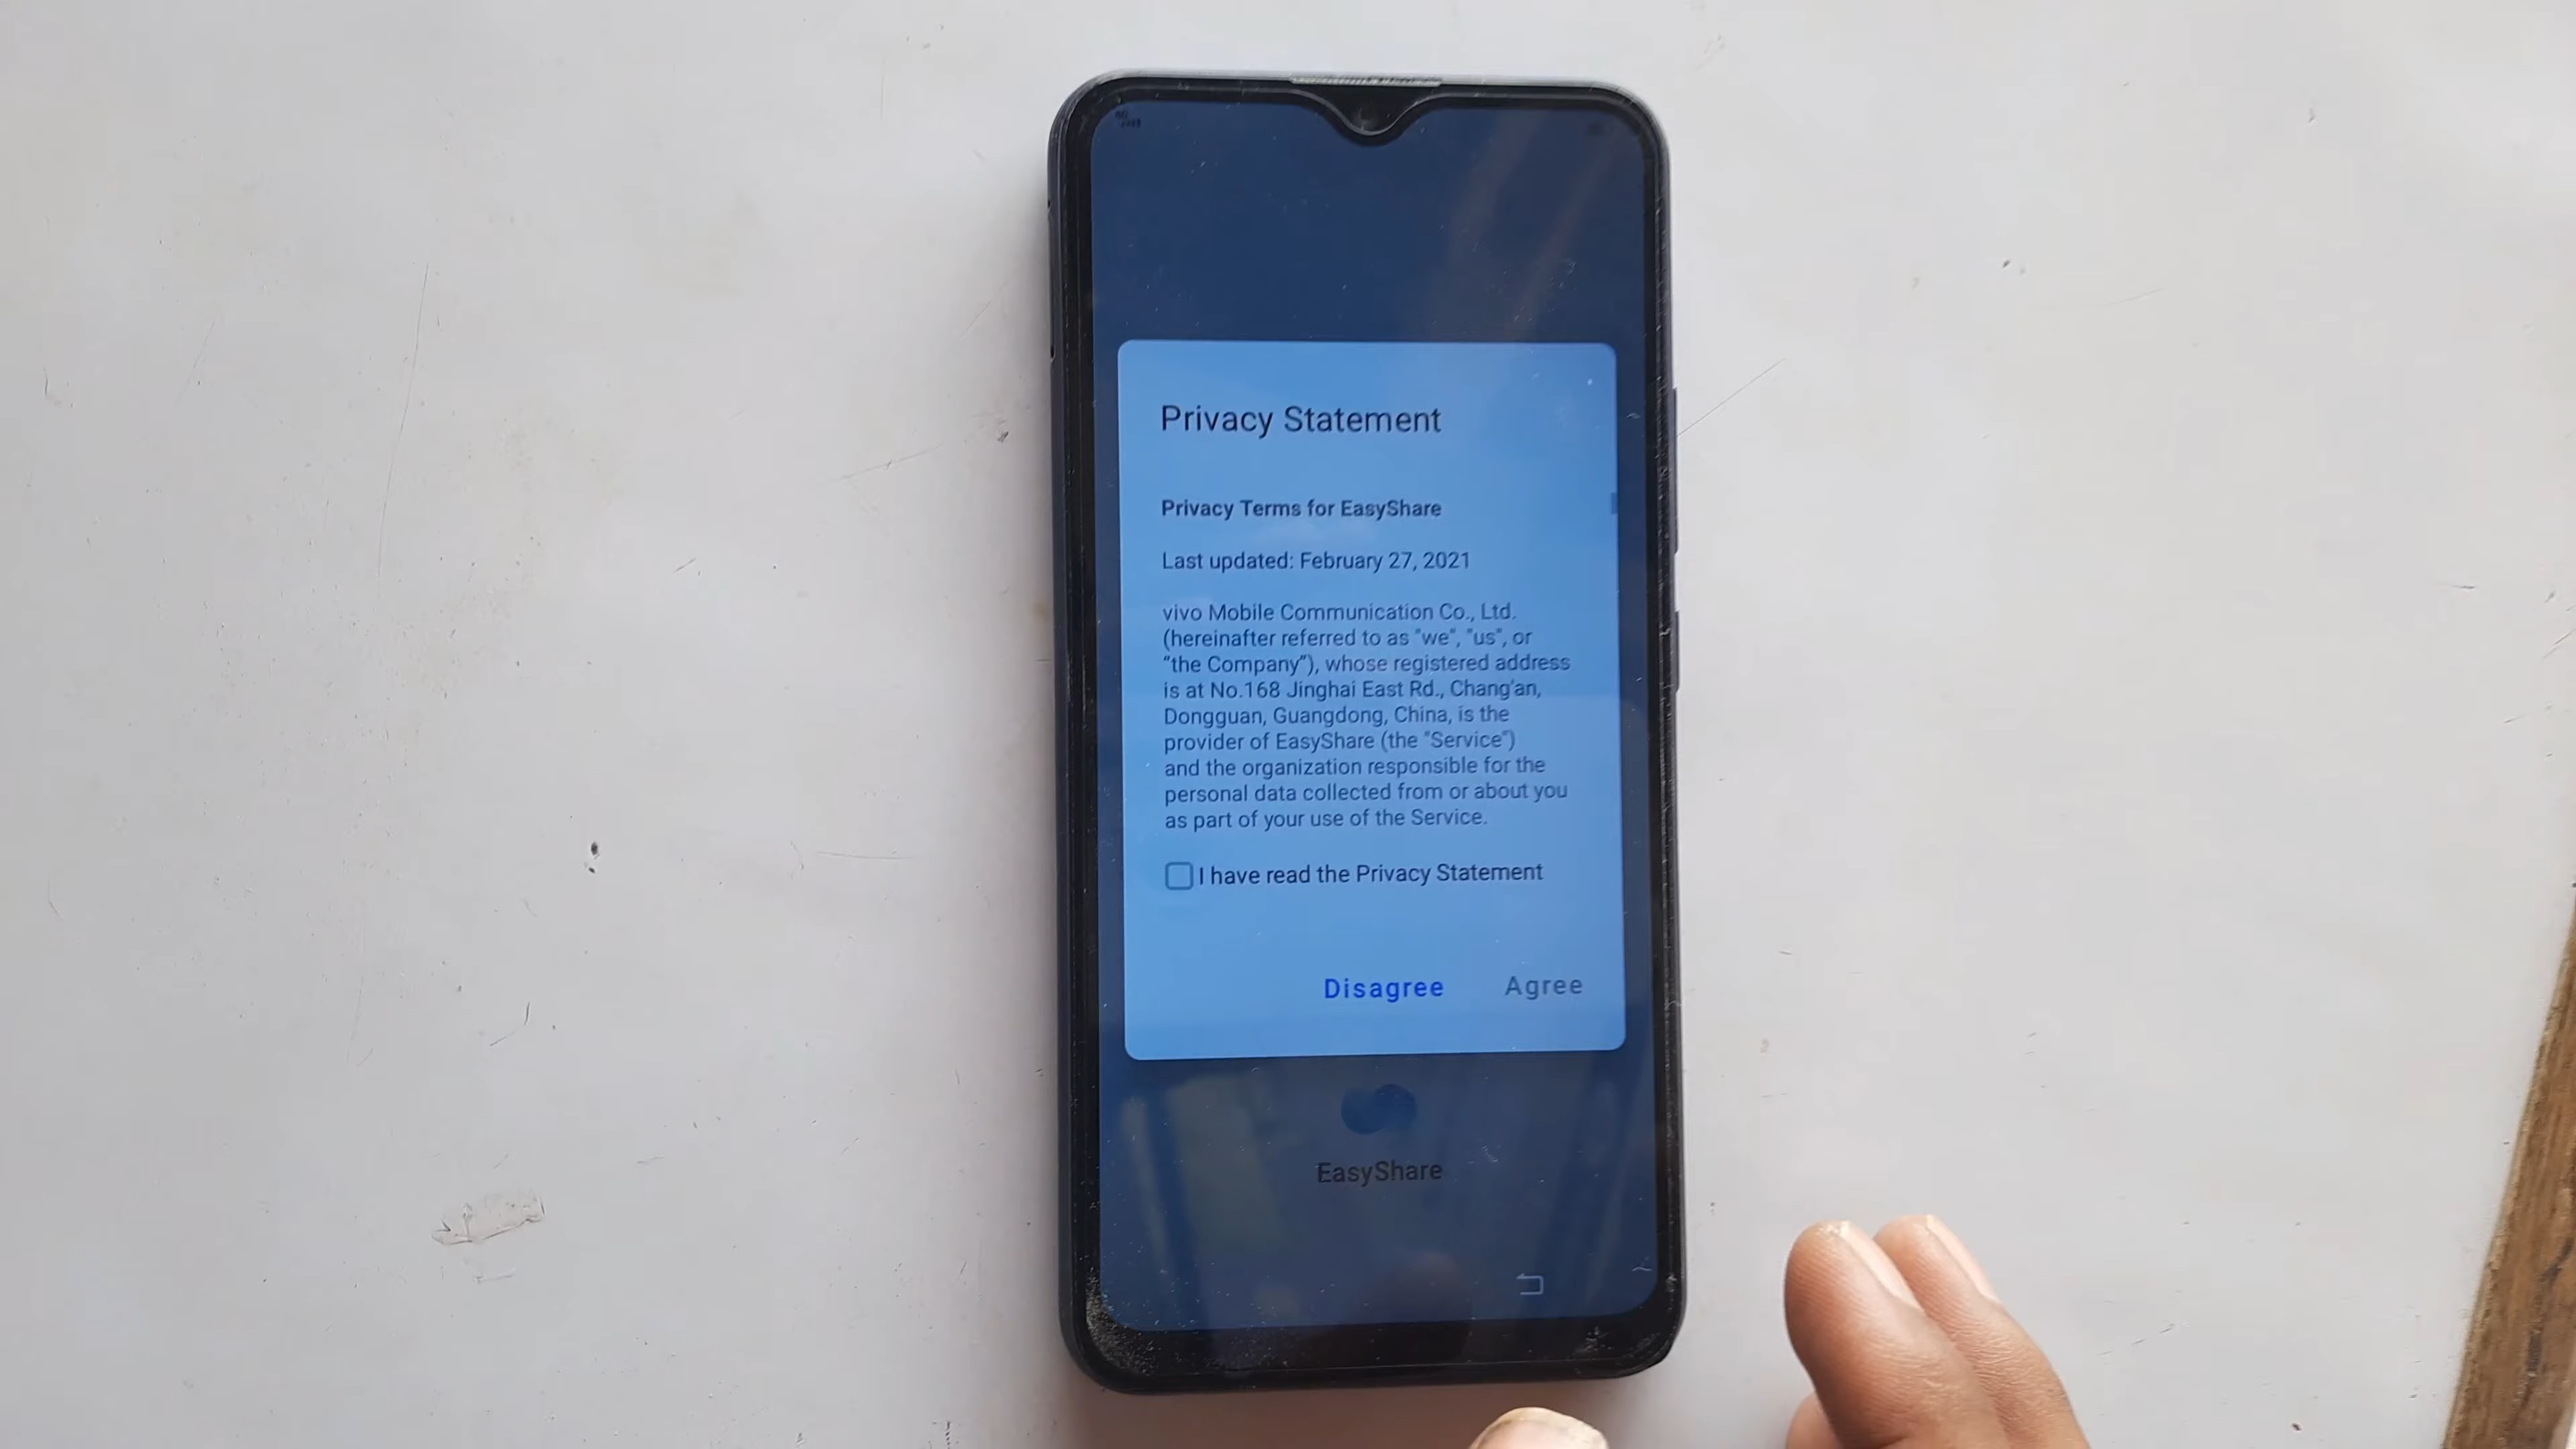 Privacy Statement
Privacy Terms for EasyShare
Last updated: February 27, 2021
vivo Mobile Communication Co., Ltd.
(hereinafter referred to as "we", "us", or
“the Company”), whose registered address
is at No.168 Jinghai East Rd., Chang'an,
Dongguan, Guangdong, China, is the
provider of EasyShare (the "Service")
and the organization responsible for the
personal data collected from or about you
as part of your use of the Service.
I have read the Privacy Statement
Disagree Agree
EasyShare